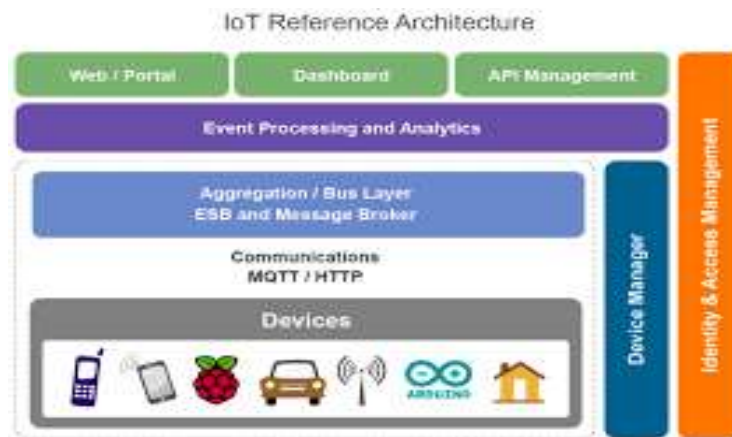 IoT Reference Architecture
Web / Portal
Dashboard
API Management
Event Processing and Analytics
Aggregation / Bus Layer
ESB and Message Broker
Communications
MQTT / HTTP
Devices
ARDUINO
Device Manager
Identity & Access Management